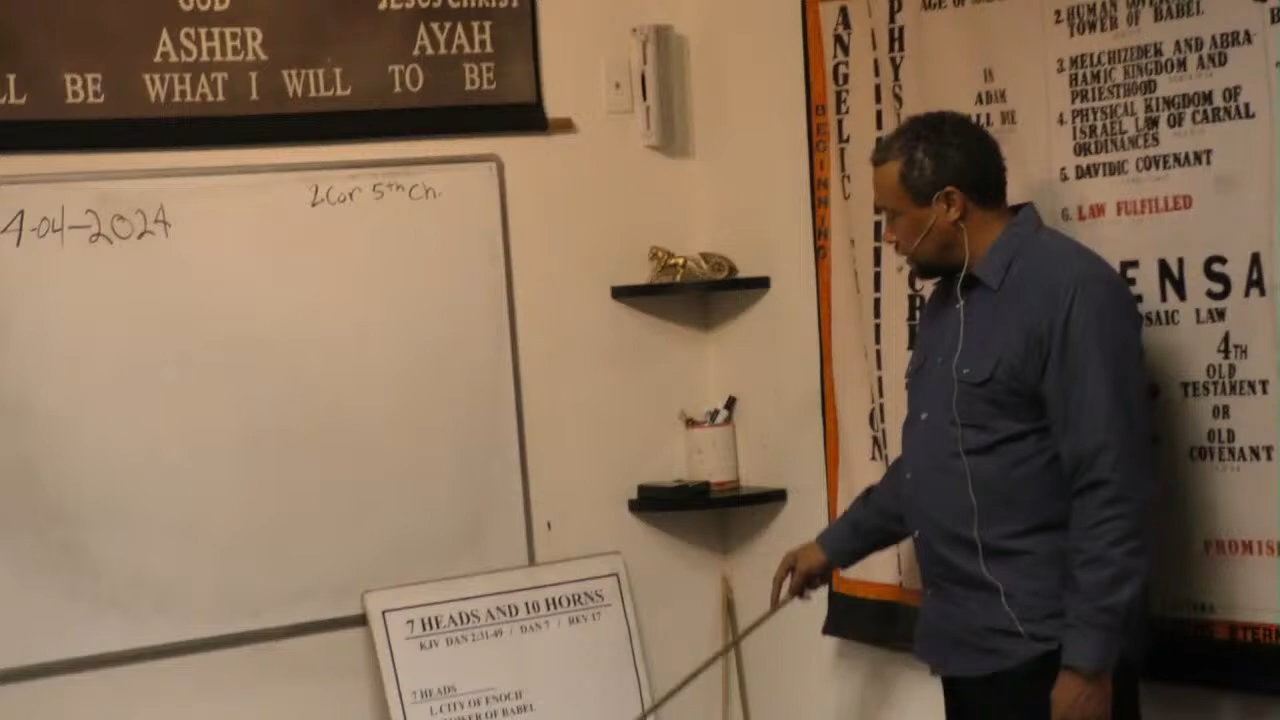 GOD JESUS CHRIST
ASHER AYAH
BE WHAT I WILL TO BE
4-04-2024
2Cor 5th Ch.
7 HEADS AND 10 HORNS
KJV DAN 2:31-49 / DAN 7 / REV 17
7 HEADS
1. CITY OF ENOCH
OF BABEL
ANGELIC
BEGINNING
AGE OF
IN
ADAM
ALL DIE
2. HUMAN
TOWER OF BABEL
3. MELCHIZEDEK AND ABRA-
HAMIC KINGDOM AND
PRIESTHOOD
4. PHYSICAL KINGDOM OF
ISRAEL LAW OF CARNAL
ORDINANCES
5. DAVIDIC COVENANT
6. LAW FULFILLED
ENSA
LAW
4TH
OLD
TESTAMENT
OR
OLD
COVENANT
PROMIS